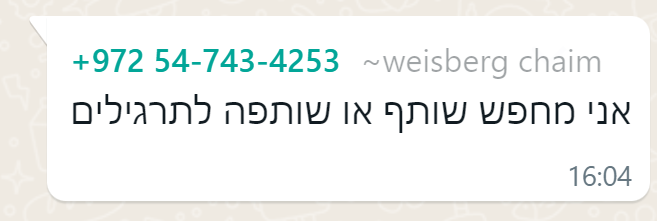 +972 54-743-4253 ~weisberg chaim
אני מחפש שותף או שותפה לתרגילים
16:04